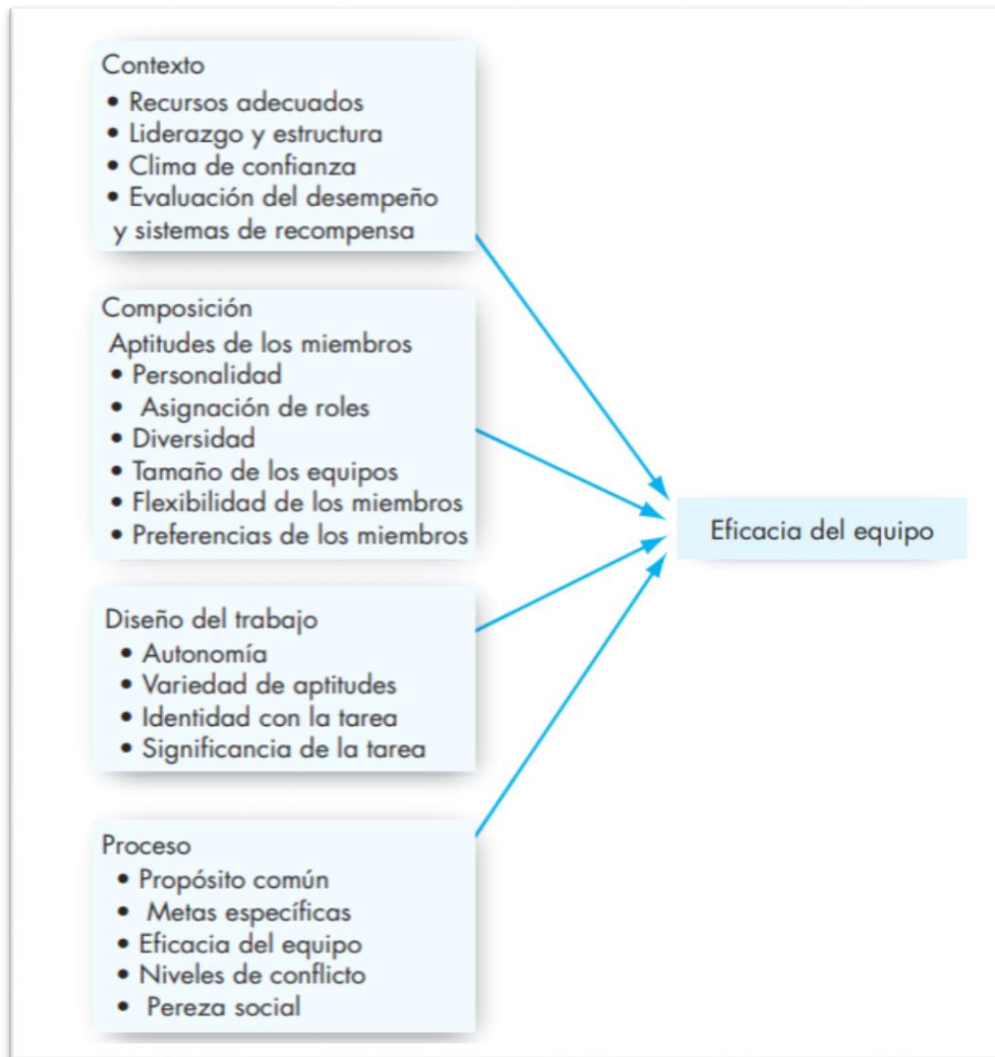 Contexto
• Recursos adecuados
• Liderazgo y estructura
• Clima de confianza
• Evaluación del desempeño
y sistemas de recompensa
Composición
Aptitudes de los miembros
• Personalidad
• Asignación de roles
• Diversidad
• Tamaño de los equipos
• Flexibilidad de los miembros
• Preferencias de los miembros
Diseño del trabajo
• Autonomía
• Variedad de aptitudes
• Identidad con la tarea
• Significancia de la tarea
Proceso
• Propósito común
• Metas específicas
• Eficacia del equipo
• Niveles de conflicto
• Pereza social
Eficacia del equipo